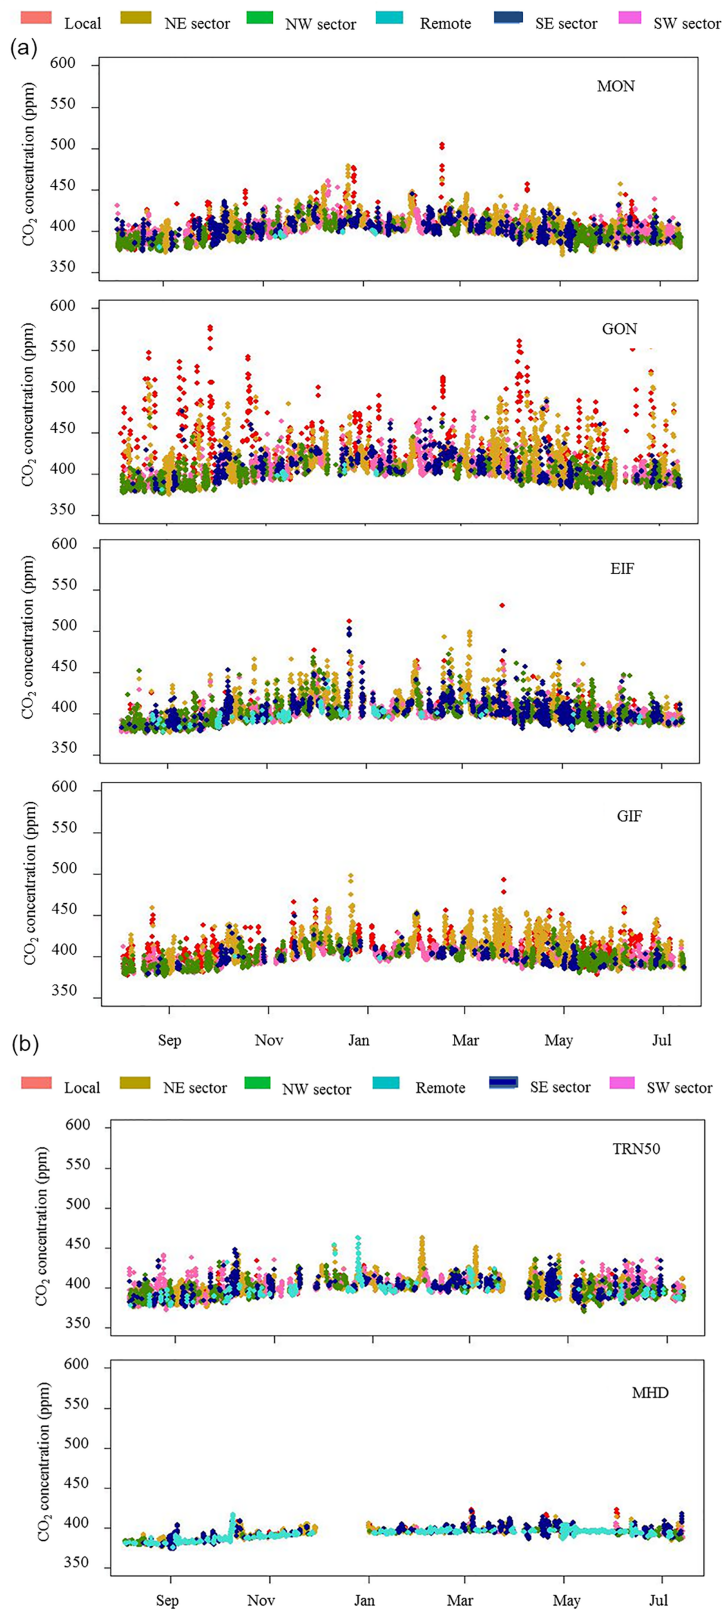 Local NE sector NW sector Remote SE sector SW sector
(a)
600
550
500
450
400
350
CO2 concentration (ppm)
MON
600
550
500
450
400
350
CO2 concentration (ppm)
GON
600
550
500
450
400
350
CO2 concentration (ppm)
EIF
600
550
500
450
400
350
CO2 concentration (ppm)
GIF
Sep Nov Jan Mar May Jul
(b)
Local NE sector NW sector Remote SE sector SW sector
600
550
500
450
400
350
CO2 concentration (ppm)
TRN50
600
550
500
450
400
350
CO2 concentration (ppm)
MHD
Sep Nov Jan Mar May Jul